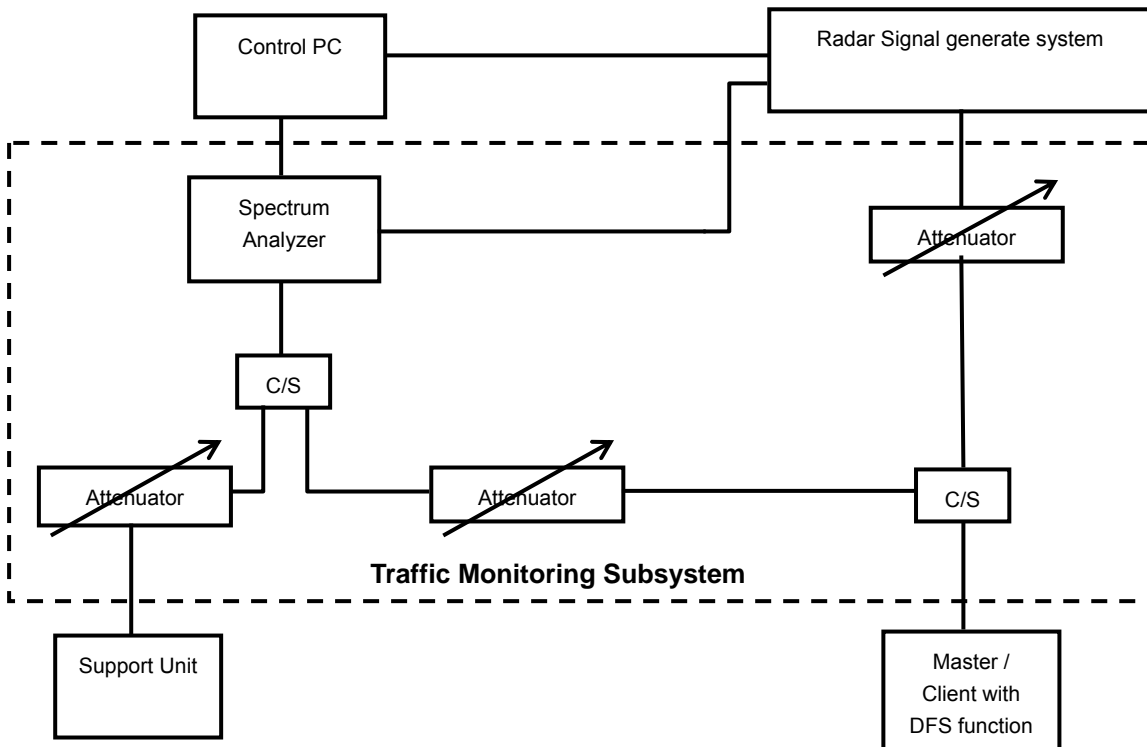 Control PC
Radar Signal generate system
Spectrum
Analyzer
Attenuator
C/S
Attenuator
Attenuator
C/S
Traffic Monitoring Subsystem
Support Unit
Master /
Client with
DFS function